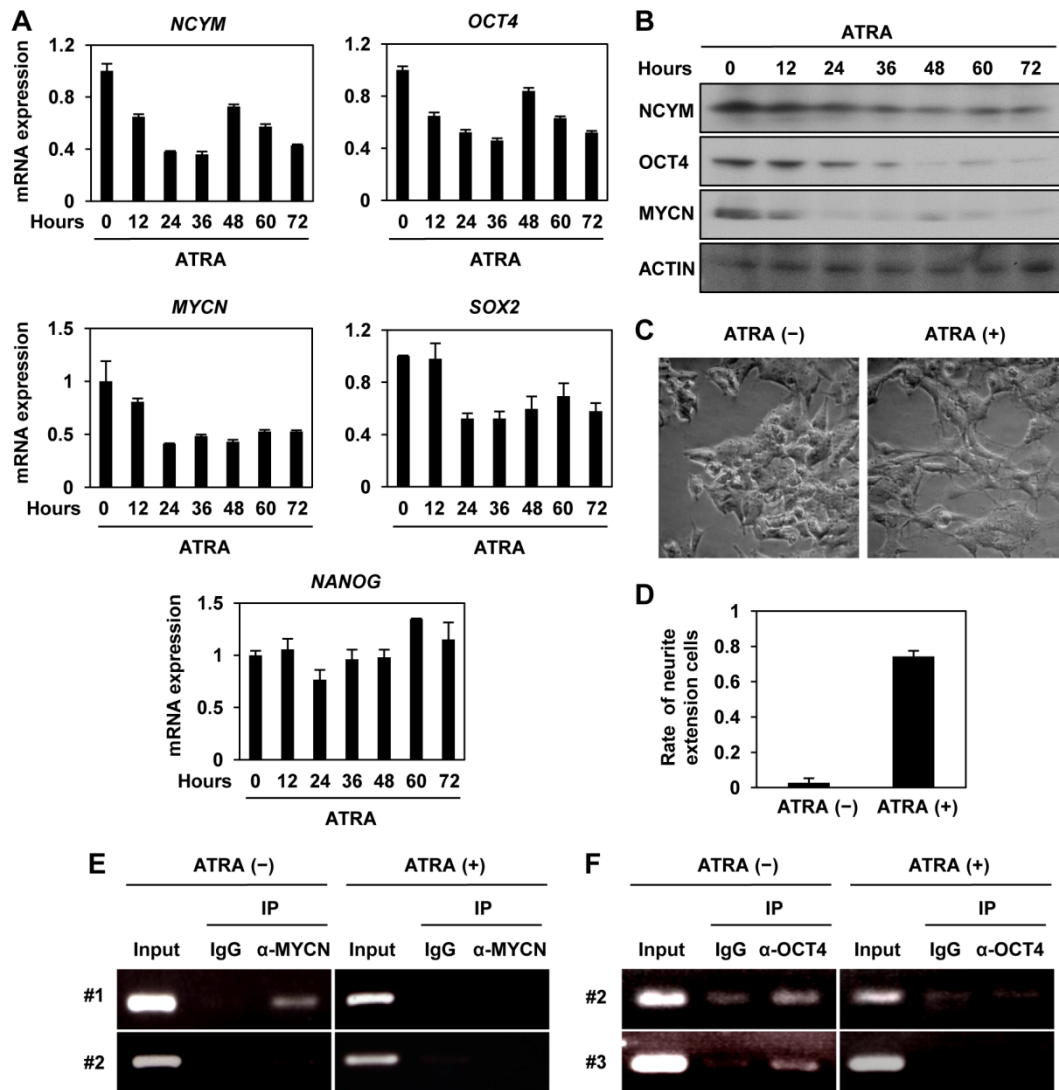 A
NCYM
mRNA expression
1.2
0.8
0.4
0
Hours 0 12 24 36 48 60 72
ATRA
OCT4
1.2
0.8
0.4
0
0 12 24 36 48 60 72
ATRA
MYCN
mRNA expression
1.5
1
0.5
0
Hours 0 12 24 36 48 60 72
ATRA
SOX2
1.2
0.8
0.4
0
0 12 24 36 48 60 72
ATRA
NANOG
mRNA expression
1.5
1
1
0
Hours 0 12 24 36 48 60 72
ATRA
B
ATRA
Hours 0 12 24 36 48 60 72
NCYM
OCT4
MYCN
ACTIN
C
ATRA (−) ATRA (+)
D
Rate of neurite
extension cells
1
0.8
0.6
0.4
0.2
0
ATRA (−) ATRA (+)
E
ATRA (−) ATRA (+)
IP IP
Input IgG α-MYCN Input IgG α-MYCN
#1
#2
F
ATRA (−) ATRA (+)
IP IP
Input IgG α-OCT4 Input IgG α-OCT4
#2
#3